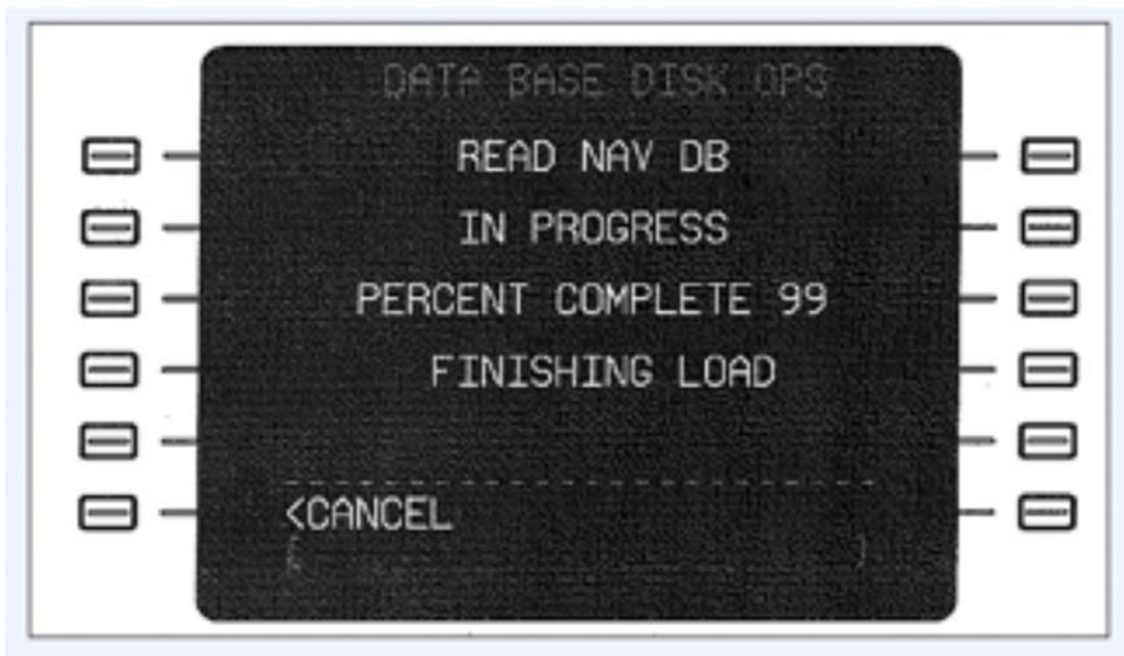 DATA BASE DISK OPS
READ NAV DB
IN PROGRESS
PERCENT COMPLETE 99
FINISHING LOAD
------------------------
<CANCEL
[ ]